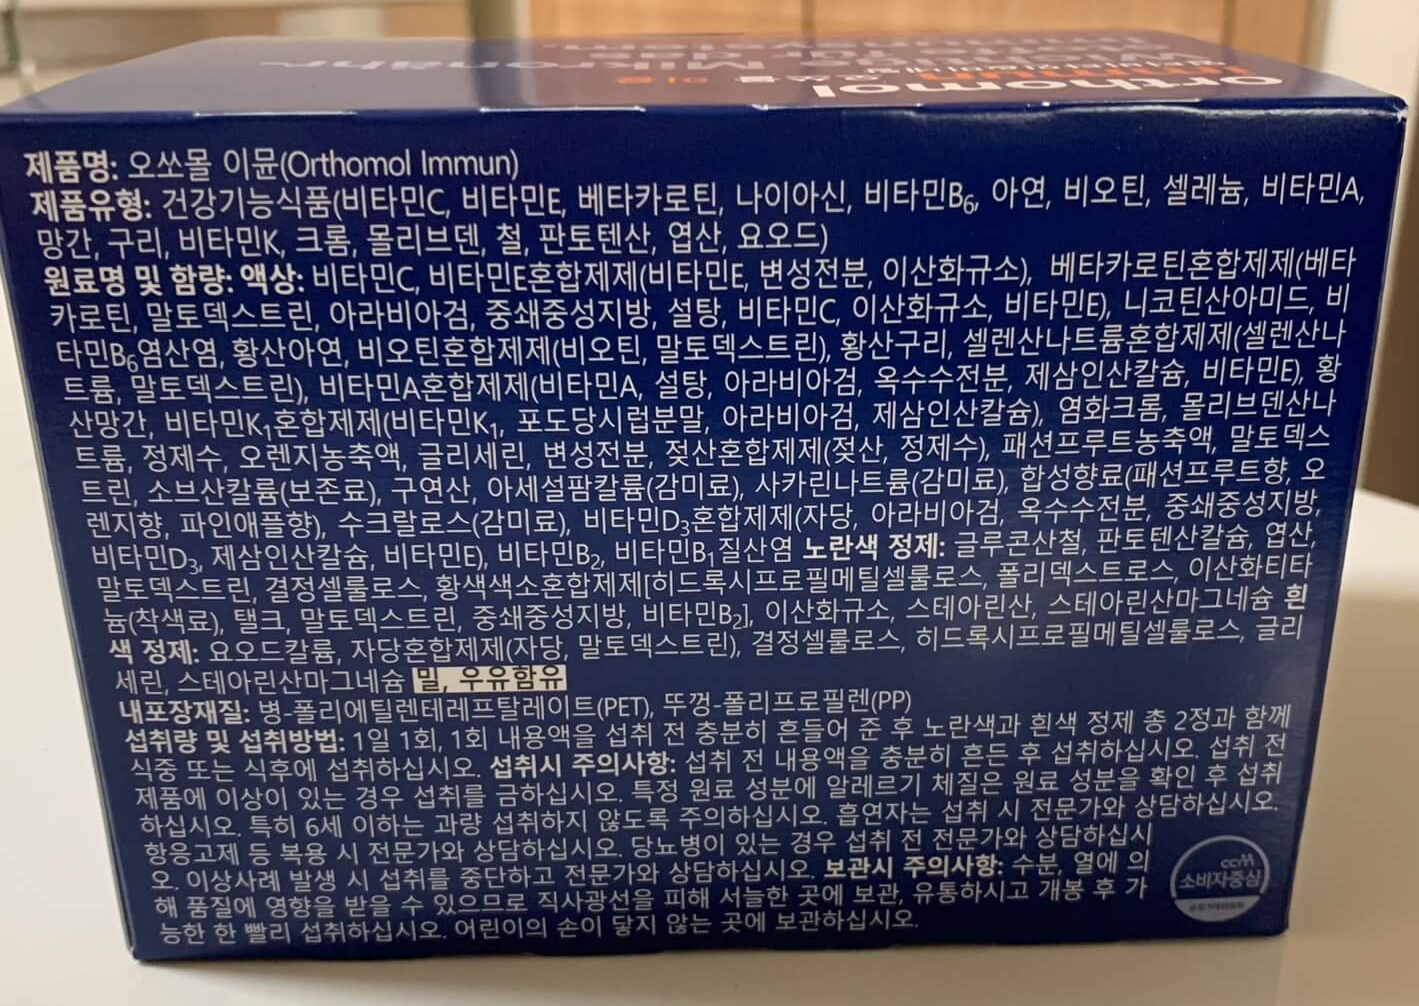 orthomol
immun
오쏘몰 이뮨
제품명: 오쏘몰 이뮨(Orthomol Immun)
제품유형: 건강기능식품(비타민C, 비타민E, 베타카로틴, 나이아신, 비타민B₆, 아연, 비오틴, 셀레늄, 비타민A,
망간, 구리, 비타민K, 크롬, 몰리브덴, 철, 판토텐산, 엽산, 요오드)
원료명 및 함량: 액상: 비타민C, 비타민E혼합제제(비타민E, 변성전분, 이산화규소), 베타카로틴혼합제제(베타
카로틴, 말토덱스트린, 아라비아검, 중쇄중성지방, 설탕, 비타민C, 이산화규소, 비타민E), 니코틴산아미드, 비
타민B₆염산염, 황산아연, 비오틴혼합제제(비오틴, 말토덱스트린), 황산구리, 셀렌산나트륨혼합제제(셀렌산나
트륨, 말토덱스트린), 비타민A혼합제제(비타민A, 설탕, 아라비아검, 옥수수전분, 제삼인산칼슘, 비타민E), 황
산망간, 비타민K₁혼합제제(비타민K₁, 포도당시럽분말, 아라비아검, 제삼인산칼슘), 염화크롬, 몰리브덴산나
트륨, 정제수, 오렌지농축액, 글리세린, 변성전분, 젖산혼합제제(젖산, 정제수), 패션프루트농축액, 말토덱스
트린, 소브산칼륨(보존료), 구연산, 아세설팜칼륨(감미료), 사카린나트륨(감미료), 합성향료(패션프루트향, 오
렌지향, 파인애플향), 수크랄로스(감미료), 비타민D₃혼합제제(자당, 아라비아검, 옥수수전분, 중쇄중성지방,
비타민D₃, 제삼인산칼슘, 비타민E), 비타민B₂, 비타민B₁질산염 노란색 정제: 글루콘산철, 판토텐산칼슘, 엽산,
말토덱스트린, 결정셀룰로스, 황색색소혼합제제[히드록시프로필메틸셀룰로스, 폴리덱스트로스, 이산화티타
늄(착색료), 탤크, 말토덱스트린, 중쇄중성지방, 비타민B₂], 이산화규소, 스테아린산, 스테아린산마그네슘 흰
색 정제: 요오드칼륨, 자당혼합제제(자당, 말토덱스트린), 결정셀룰로스, 히드록시프로필메틸셀룰로스, 글리
세린, 스테아린산마그네슘 밀, 우유함유
내포장재질: 병-폴리에틸렌테레프탈레이트(PET), 뚜껑-폴리프로필렌(PP)
섭취량 및 섭취방법: 1일 1회, 1회 내용액을 섭취 전 충분히 흔들어 준 후 노란색과 흰색 정제 총 2정과 함께
식중 또는 식후에 섭취하십시오. 섭취시 주의사항: 섭취 전 내용액을 충분히 흔든 후 섭취하십시오. 섭취 전
제품에 이상이 있는 경우 섭취를 금하십시오. 특정 원료 성분에 알레르기 체질은 원료 성분을 확인 후 섭취
하십시오. 특히 6세 이하는 과량 섭취하지 않도록 주의하십시오. 흡연자는 섭취 시 전문가와 상담하십시오.
항응고제 등 복용 시 전문가와 상담하십시오. 당뇨병이 있는 경우 섭취 전 전문가와 상담하십시
오. 이상사례 발생 시 섭취를 중단하고 전문가와 상담하십시오. 보관시 주의사항: 수분, 열에 의
해 품질에 영향을 받을 수 있으므로 직사광선을 피해 서늘한 곳에 보관, 유통하시고 개봉 후 가
능한 한 빨리 섭취하십시오. 어린이의 손이 닿지 않는 곳에 보관하십시오.
ccm
소비자중심